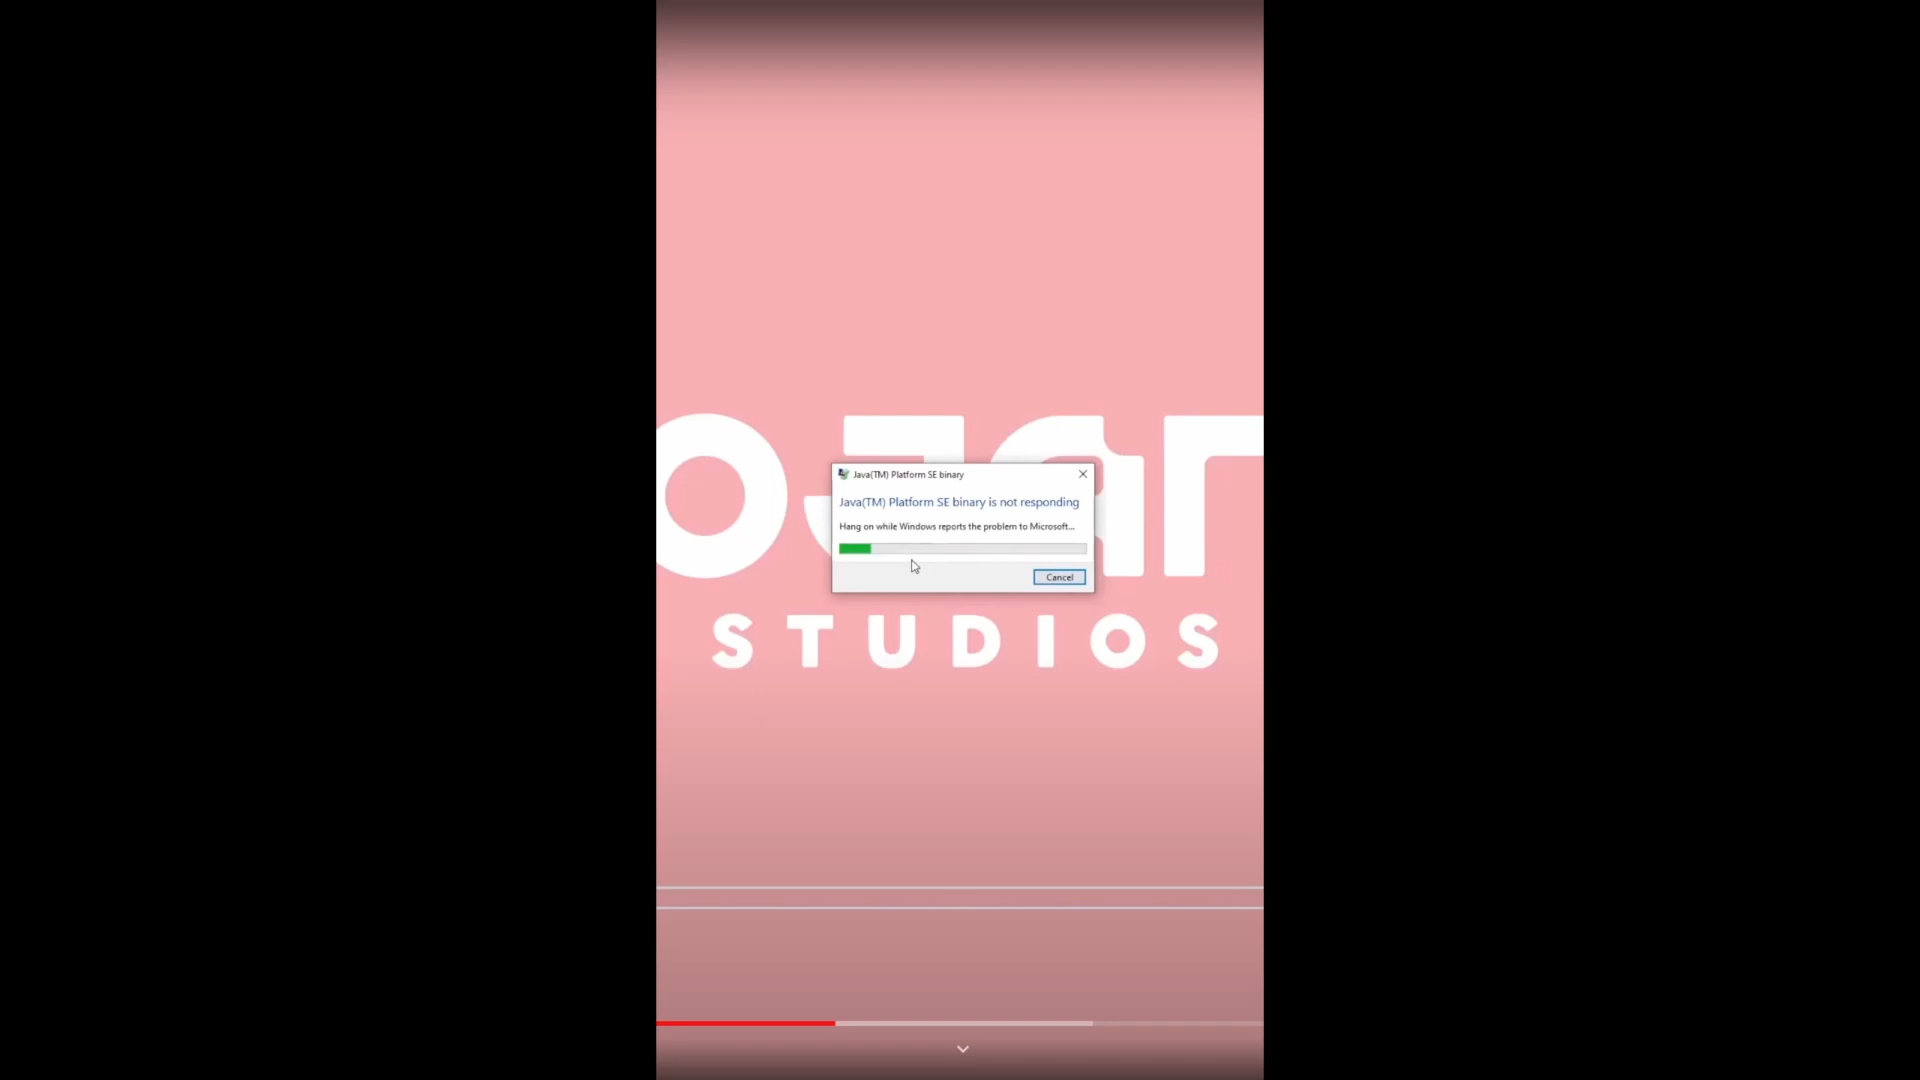 OJAN
Java(TM) Platform SE binary
Java(TM) Platform SE binary is not responding
Hang on while Windows reports the problem to Microsoft...
Cancel
STUDIOS